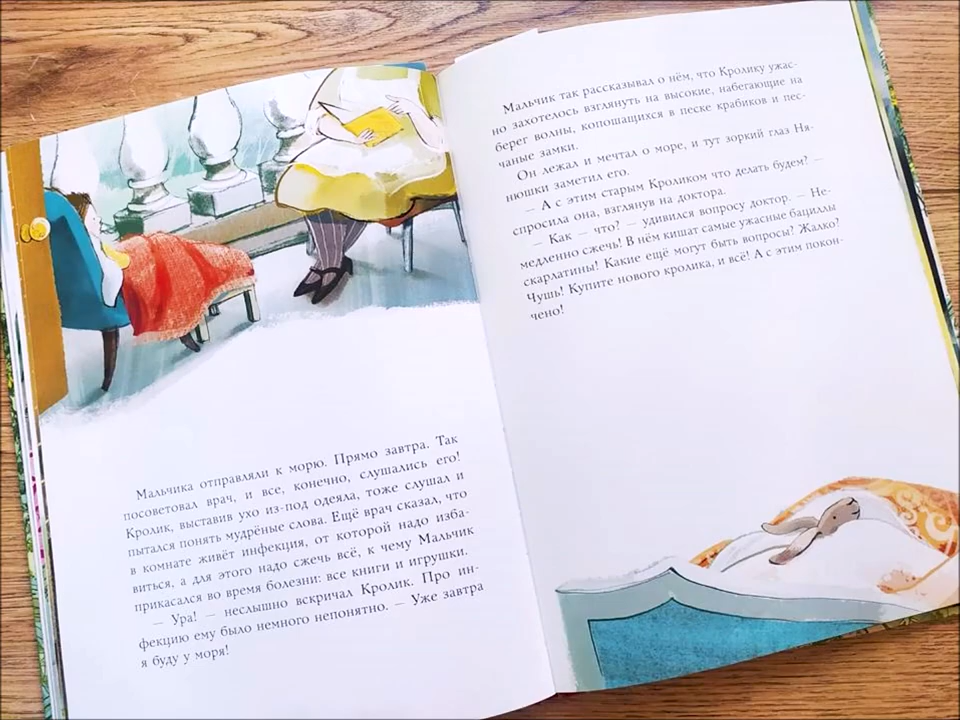 Мальчика отправляли к морю. Прямо завтра. Так
посоветовал врач, и все, конечно, слушались его!
Кролик, выставив ухо из-под одеяла, тоже слушал и
пытался понять мудрёные слова. Ещё врач сказал, что
в комнате живёт инфекция, от которой надо изба-
виться, а для этого надо сжечь всё, к чему Мальчик
прикасался во время болезни: все книги и игрушки.
— Ура! — неслышно вскричал Кролик. Про ин-
фекцию ему было немного непонятно. — Уже завтра
я буду у моря!
Мальчик так рассказывал о нём, что Кролику ужас-
но захотелось взглянуть на высокие, набегающие на
берег волны, копошащихся в песке крабиков и пес-
чаные замки.
Он лежал и мечтал о море, и тут зоркий глаз Ня-
нюшки заметил его.
— А с этим старым Кроликом что делать будем? —
спросила она, взглянув на доктора.
— Как — что? — удивился вопросу доктор. — Не-
медленно сжечь! В нём кишат самые ужасные бациллы
скарлатины! Какие ещё могут быть вопросы? Жалко?
Чушь! Купите нового кролика, и всё! А с этим покон-
чено!